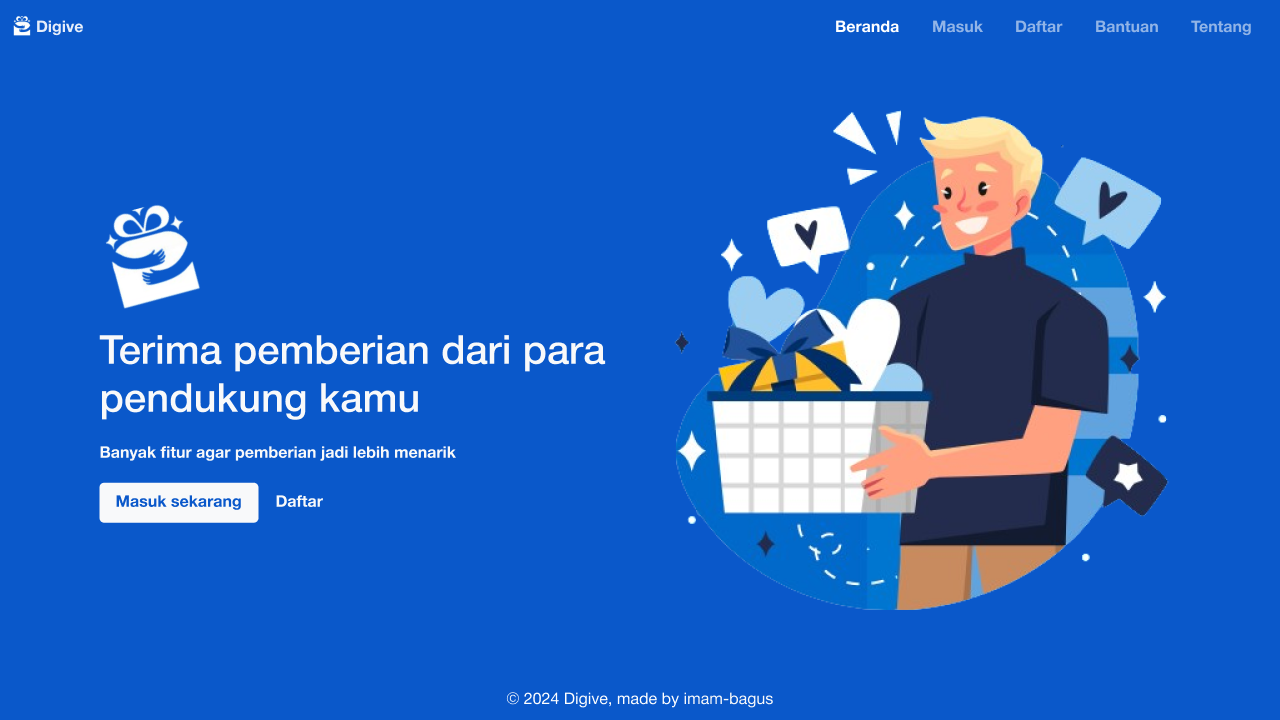 Digive
Beranda
Masuk
Daftar
Bantuan
Tentang
Terima pemberian dari para
pendukung kamu
Banyak fitur agar pemberian jadi lebih menarik
Masuk sekarang
Daftar
© 2024 Digive, made by imam-bagus